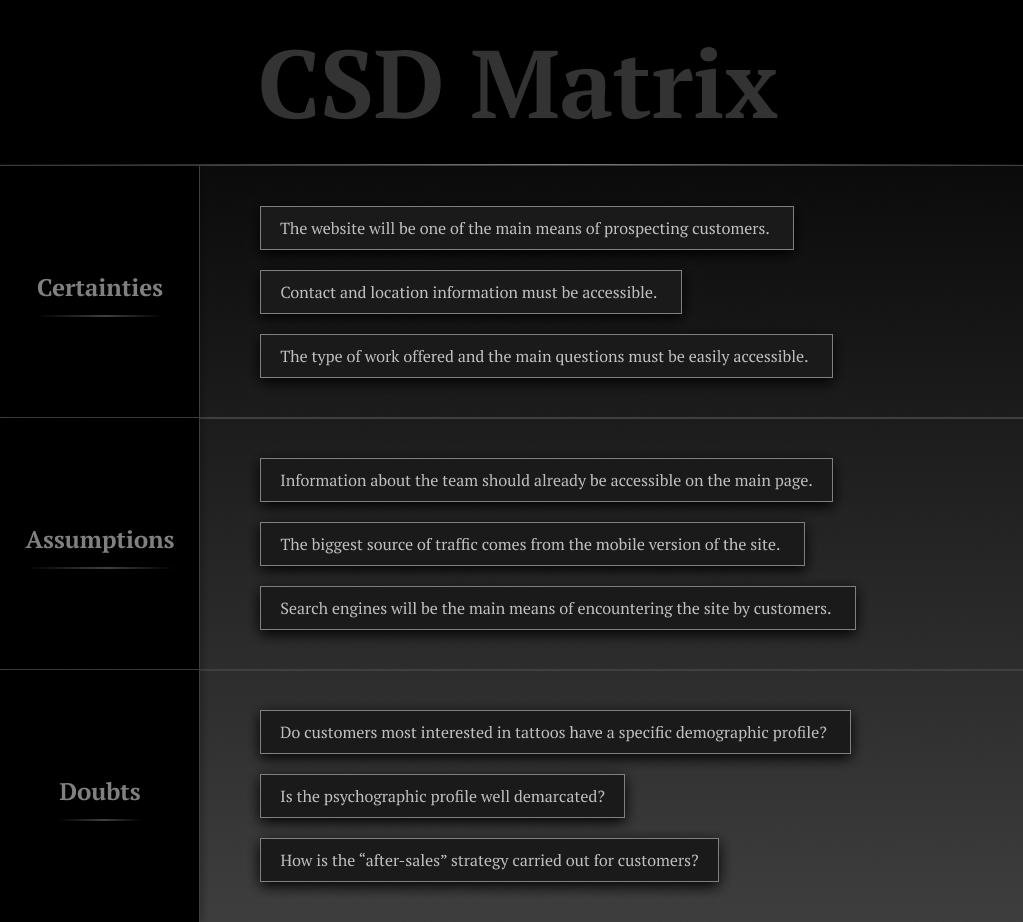 CSD Matrix
Certainties
The website will be one of the main means of prospecting customers.
Contact and location information must be accessible.
The type of work offered and the main questions must be easily accessible.
Assumptions
Information about the team should already be accessible on the main page.
The biggest source of traffic comes from the mobile version of the site.
Search engines will be the main means of encountering the site by customers.
Doubts
Do customers most interested in tattoos have a specific demographic profile?
Is the psychographic profile well demarcated?
How is the “after-sales” strategy carried out for customers?